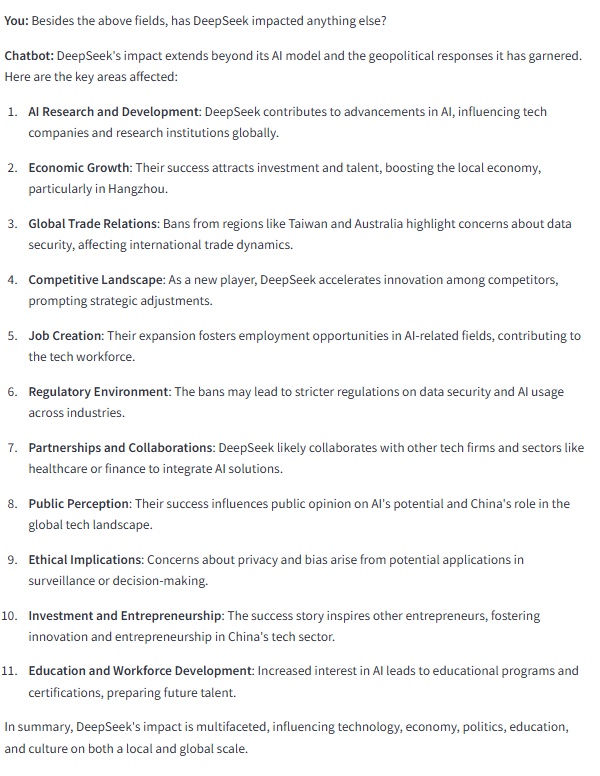 You: Besides the above fields, has DeepSeek impacted anything else?
Chatbot: DeepSeek's impact extends beyond its AI model and the geopolitical responses it has garnered.
Here are the key areas affected:
1. AI Research and Development: DeepSeek contributes to advancements in AI, influencing tech
companies and research institutions globally.
2. Economic Growth: Their success attracts investment and talent, boosting the local economy,
particularly in Hangzhou.
3. Global Trade Relations: Bans from regions like Taiwan and Australia highlight concerns about data
security, affecting international trade dynamics.
4. Competitive Landscape: As a new player, DeepSeek accelerates innovation among competitors,
prompting strategic adjustments.
5. Job Creation: Their expansion fosters employment opportunities in AI-related fields, contributing to
the tech workforce.
6. Regulatory Environment: The bans may lead to stricter regulations on data security and AI usage
across industries.
7. Partnerships and Collaborations: DeepSeek likely collaborates with other tech firms and sectors like
healthcare or finance to integrate AI solutions.
8. Public Perception: Their success influences public opinion on AI's potential and China's role in the
global tech landscape.
9. Ethical Implications: Concerns about privacy and bias arise from potential applications in
surveillance or decision-making.
10. Investment and Entrepreneurship: The success story inspires other entrepreneurs, fostering
innovation and entrepreneurship in China's tech sector.
11. Education and Workforce Development: Increased interest in AI leads to educational programs and
certifications, preparing future talent.
In summary, DeepSeek's impact is multifaceted, influencing technology, economy, politics, education,
and culture on both a local and global scale.